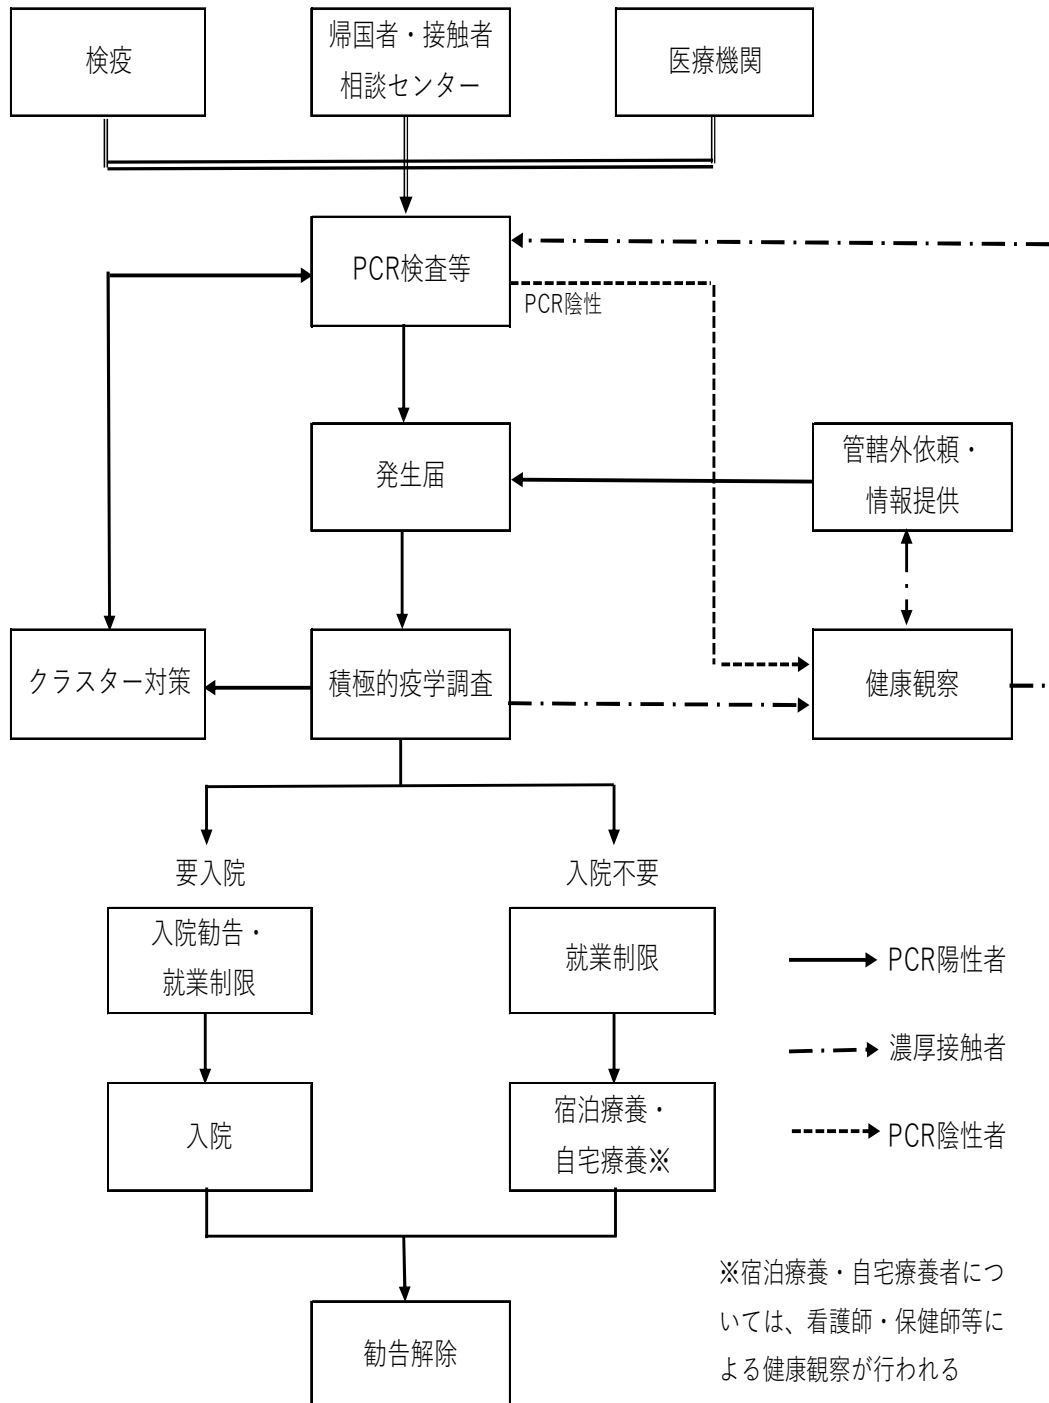 検疫
帰国者・接触者
相談センター
医療機関
PCR検査等
PCR陰性
発生届
管轄外依頼・
情報提供
クラスター対策
積極的疫学調査
健康観察
要入院
入院不要
入院勧告・
就業制限
就業制限
PCR陽性者
濃厚接触者
入院
宿泊療養・
自宅療養※
PCR陰性者
※宿泊療養・自宅療養者につ
いては、看護師・保健師等に
よる健康観察が行われる
勧告解除